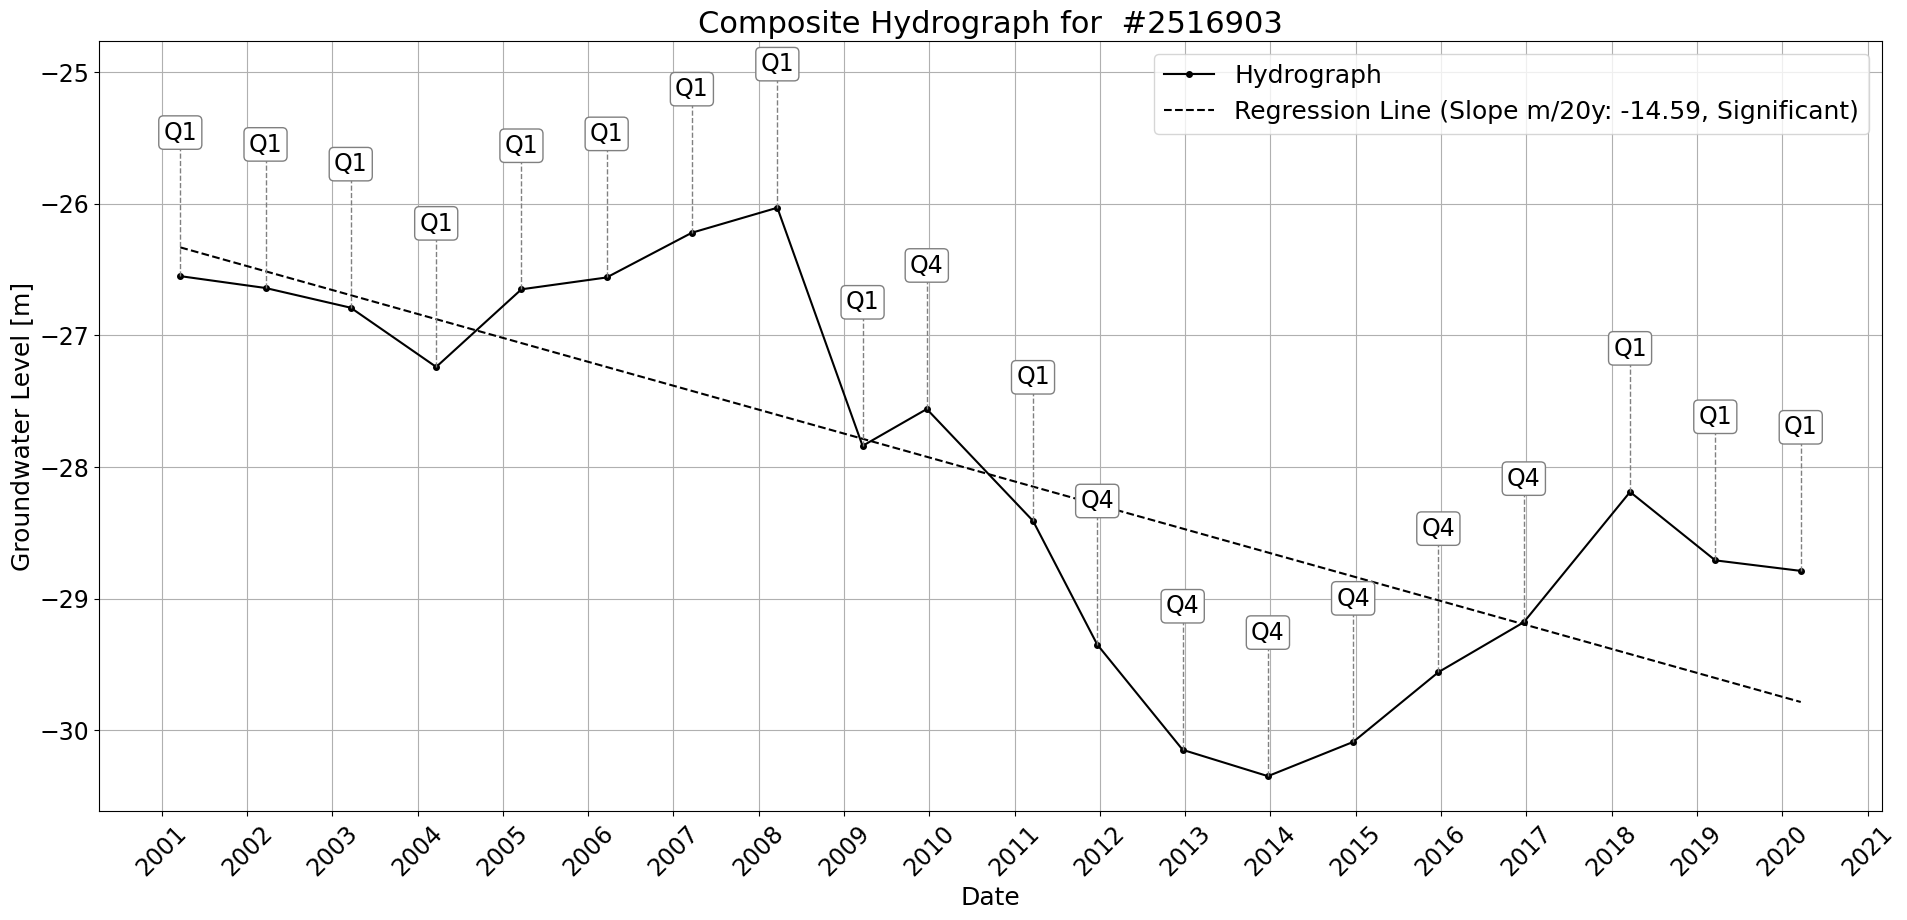 Composite Hydrograph for  #2516903
Hydrograph
Regression Line (Slope m/20y: -14.59, Significant)
Groundwater Level [m]
−25
−26
−27
−28
−29
−30
Q1
Q1
Q1
Q1
Q1
Q1
Q1
Q1
Q1
Q4
Q1
Q4
Q4
Q4
Q4
Q4
Q4
Q1
Q1
Q1
2001
2002
2003
2004
2005
2006
2007
2008
2009
2010
2011
2012
2013
2014
2015
2016
2017
2018
2019
2020
2021
Date